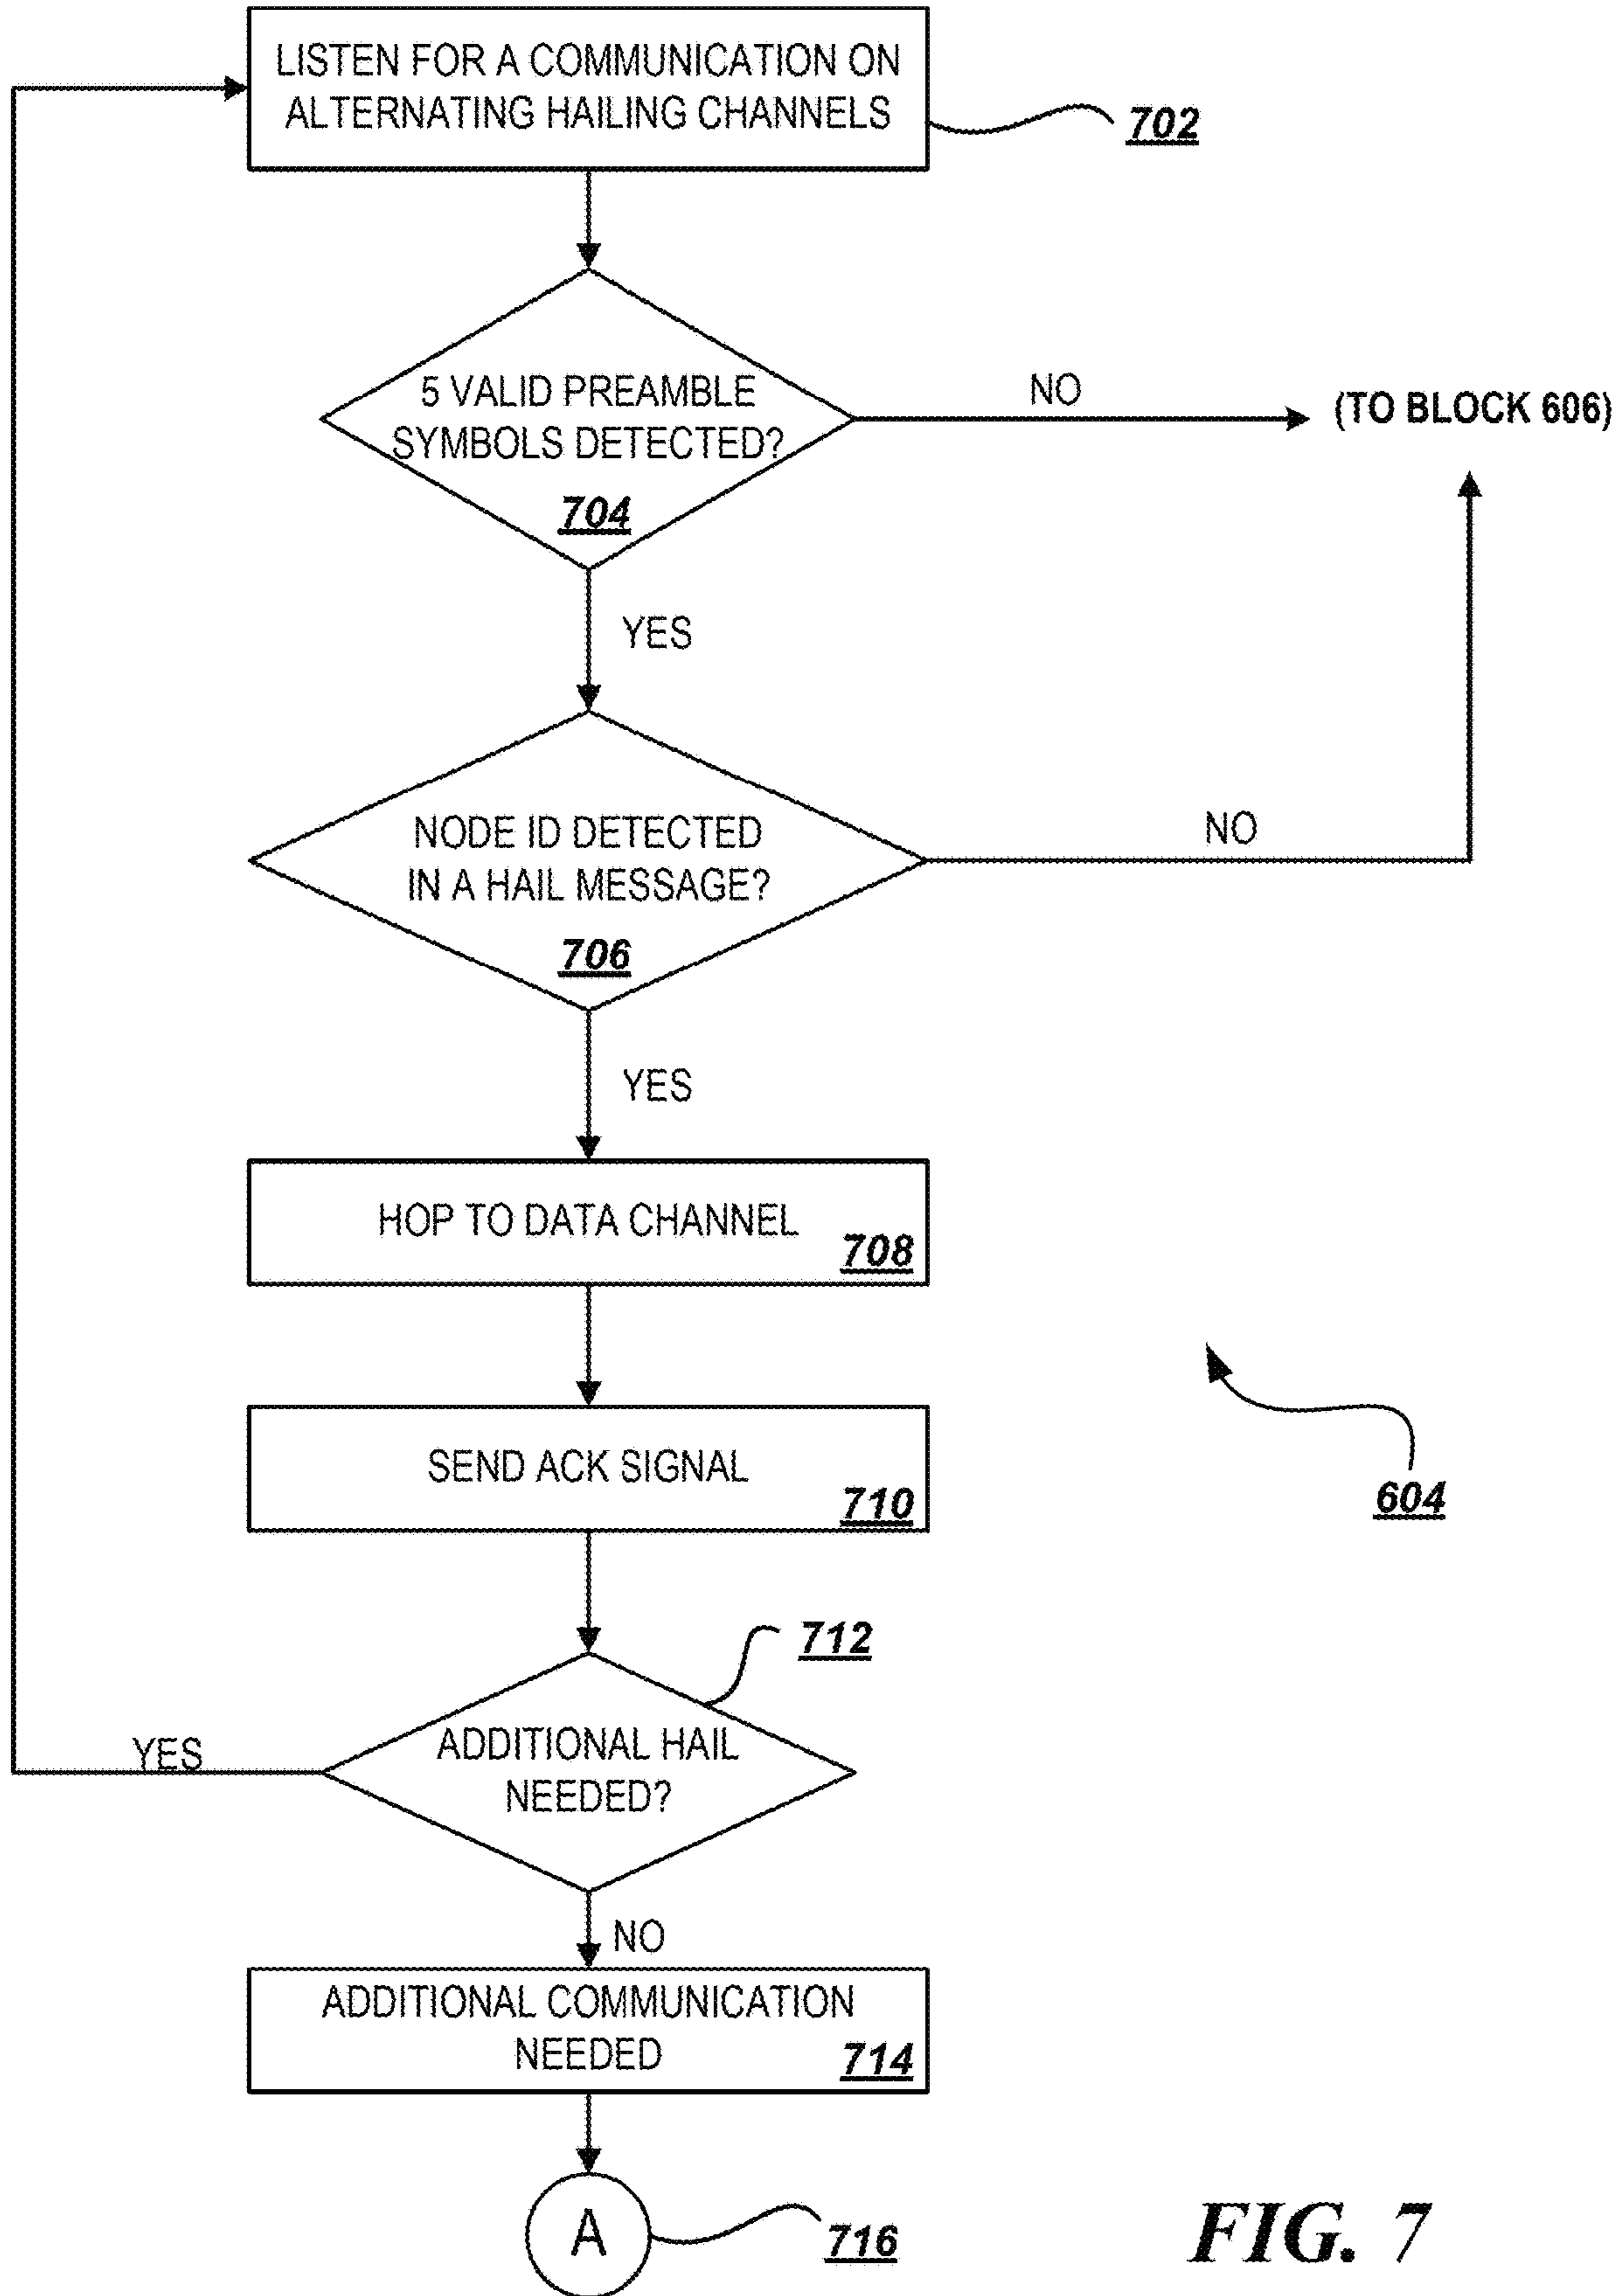 LISTEN FOR A COMMUNICATION ON
ALTERNATING HAILING CHANNELS
702
5 VALID PREAMBLE
SYMBOLS DETECTED?
704
NO
(TO BLOCK 606)
YES
NODE ID DETECTED
IN A HAIL MESSAGE?
706
NO
YES
HOP TO DATA CHANNEL
708
SEND ACK SIGNAL
710
604
712
ADDITIONAL HAIL
NEEDED?
YES
NO
ADDITIONAL COMMUNICATION
NEEDED
714
A
716
FIG. 7